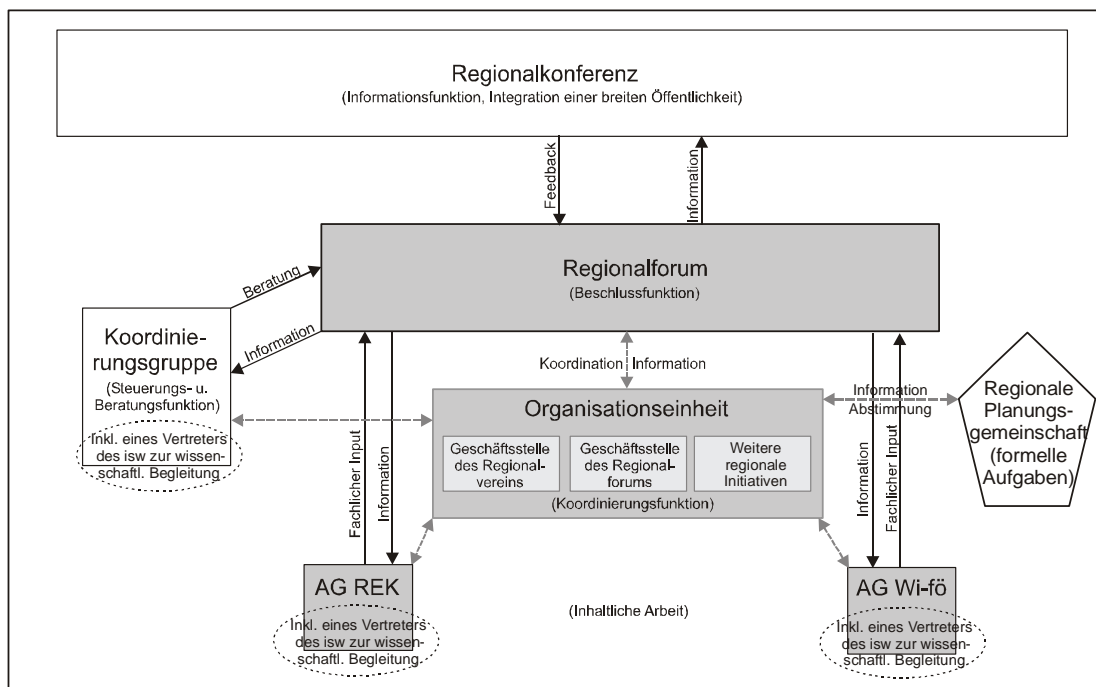 Regionalkonferenz
(Informationsfunktion, Integration einer breiten Öffentlichkeit)
Feedback
Information
Regionalforum
(Beschlussfunktion)
Beratung
Information
Koordinie-
rungsgruppe
(Steuerungs- u.
Beratungsfunktion)
Inkl. eines Vertreters
des isw zur wissen-
schaftl. Begleitung
Fachlicher Input
Information
Koordination
Information
Organisationseinheit
Geschäftsstelle
des Regional-
vereins
Geschäftsstelle
des Regional-
forums
Weitere
regionale
Initiativen
(Koordinierungsfunktion)
Information
Abstimmung
Information
Fachlicher Input
Regionale
Planungs-
gemeinschaft
(formelle
Aufgaben)
AG REK
Inkl. eines Vertreters
des isw zur wissen-
schaftl. Begleitung
(Inhaltliche Arbeit)
AG Wi-fö
Inkl. eines Vertreters
des isw zur wissen-
schaftl. Begleitung